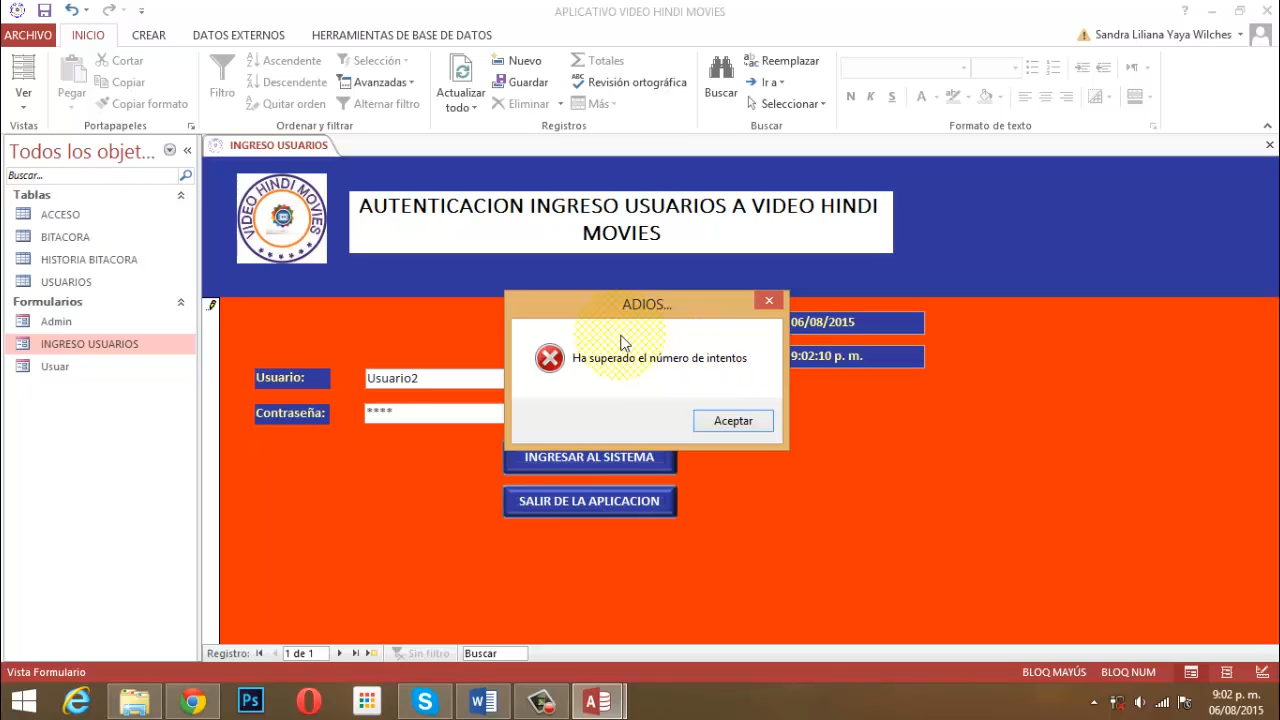 APLICATIVO VIDEO HINDI MOVIES
ARCHIVO INICIO CREAR DATOS EXTERNOS HERRAMIENTAS DE BASE DE DATOS Sandra Liliana Yaya Wilches
Ver
Vistas
Pegar
Cortar
Copiar
Copiar formato
Portapapeles
Filtro
Ascendente
Descendente
Quitar orden
Selección
Avanzadas
Alternar filtro
Ordenar y filtrar
Actualizar
todo
Nuevo
Guardar
Eliminar
Totales
Revisión ortográfica
Más
Registros
Buscar
Reemplazar
Ir a
Seleccionar
Buscar
N K S A
Formato de texto
Todos los objet...
Buscar...
Tablas
ACCESO
BITACORA
HISTORIA BITACORA
USUARIOS
Formularios
Admin
INGRESO USUARIOS
Usuar
INGRESO USUARIOS
VIDEO HINDI MOVIES
AUTENTICACION INGRESO USUARIOS A VIDEO HINDI
MOVIES
06/08/2015
9:02:10 p. m.
Usuario: Usuario2
Contraseña: ****
ADIOS...
Ha superado el número de intentos
Aceptar
INGRESAR AL SISTEMA
SALIR DE LA APLICACION
Registro: 1 de 1 Sin filtro Buscar
Vista Formulario BLOQ MAYÚS BLOQ NUM
9:02 p. m.
06/08/2015